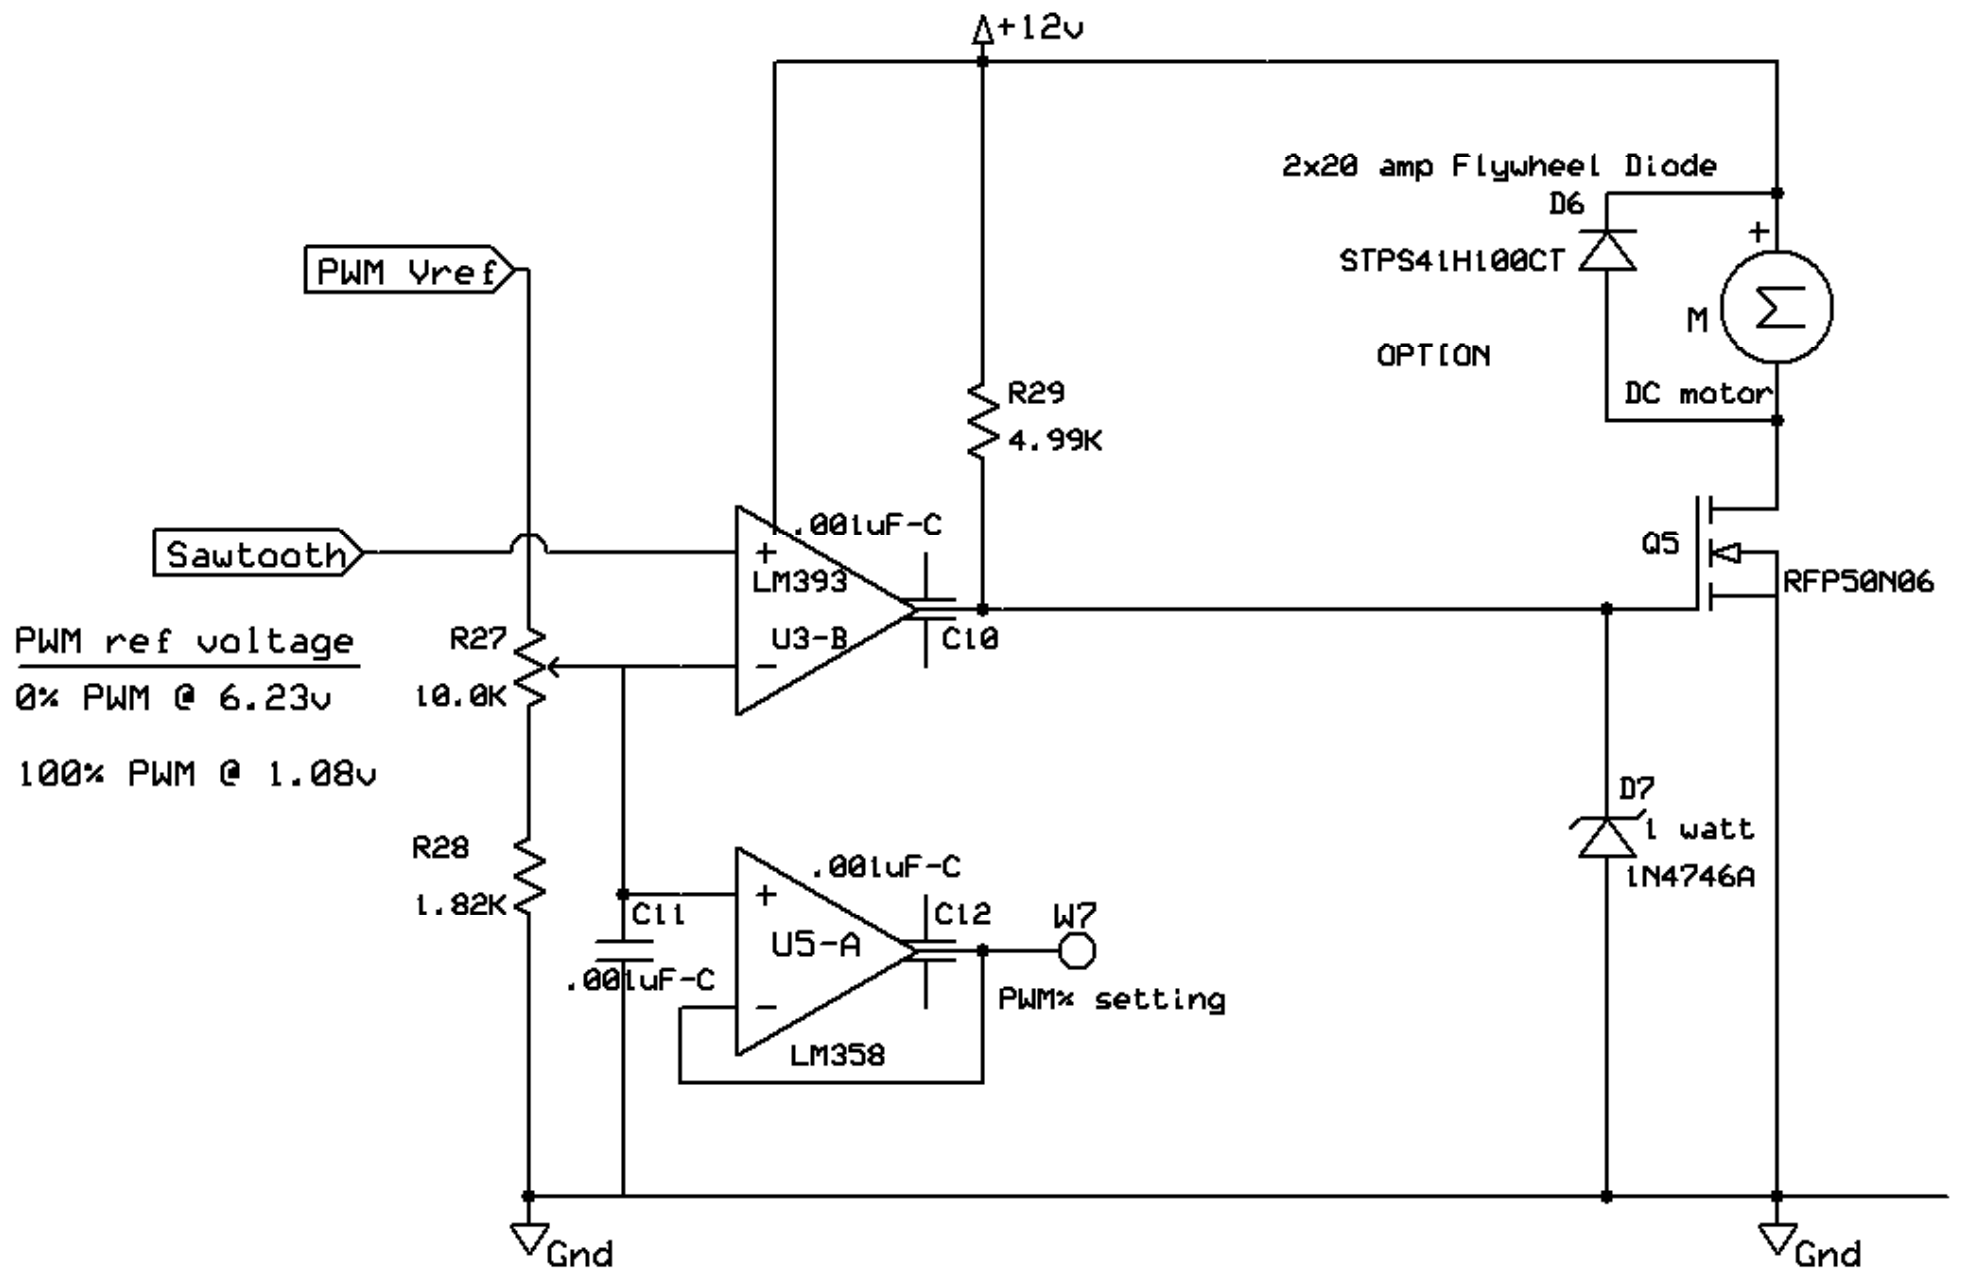 +12v
2x20 amp Flywheel Diode
D6
+
PWM Vref
STPS41H100CT
M
OPTION
DC motor
R29
4.99K
.001uF-C
Sawtooth
+
LM393
Q5
RFP50N06
PWM ref voltage
R27
U3-B
C10
-
0% PWM @ 6.23v
10.0K
100% PWM @ 1.08v
D7
1 watt
1N4746A
R28
1.82K
.001uF-C
+
C11
C12
W7
U5-A
.001uF-C
-
PWM% setting
LM358
Gnd
Gnd